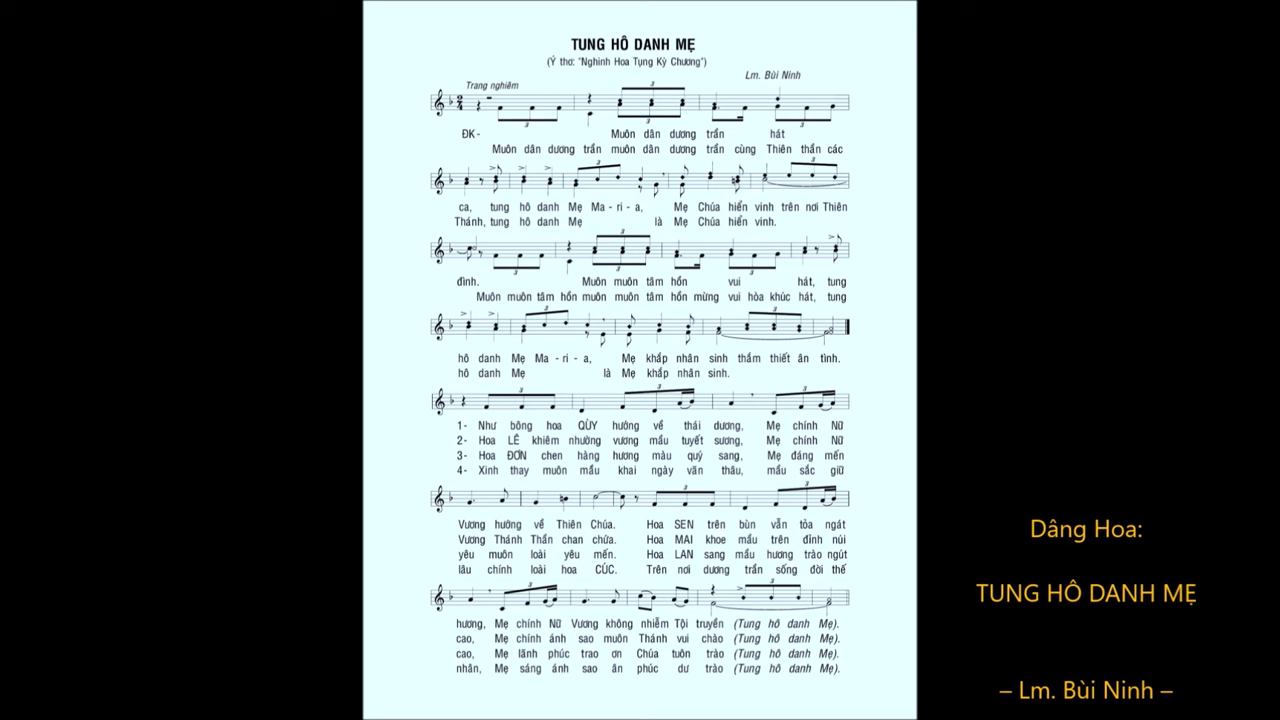 TUNG HÔ DANH MẸ
(Ý thơ: "Nghinh Hoa Tụng Kỳ Chương")
Lm. Bùi Ninh
Trang nghiêm
ĐK- Muôn dân dương trần hát
Muôn dân dương trần muôn dân dương trần cùng Thiên thần các
ca, tung hô danh Mẹ Ma - ri - a, Mẹ Chúa hiển vinh trên nơi Thiên
Thánh, tung hô danh Mẹ là Mẹ Chúa hiển vinh.
đình. Muôn muôn tâm hồn vui hát, tung
Muôn muôn tâm hồn muôn muôn tâm hồn mừng vui hòa khúc hát, tung
hô danh Mẹ Ma - ri - a, Mẹ khắp nhân sinh thắm thiết ân tình.
hô danh Mẹ là Mẹ khắp nhân sinh.
1- Như bông hoa QÙY hướng về thái dương, Mẹ chính Nữ
2- Hoa LÊ khiêm nhường vương mầu tuyết sương, Mẹ chính Nữ
3- Hoa ĐƠN chen hàng hương màu quý sang, Mẹ đáng mến
4- Xinh thay muôn mầu khai ngày văn thâu, mầu sắc giữ
Vương hướng về Thiên Chúa. Hoa SEN trên bùn vẫn tỏa ngát
Vương Thánh Thần chan chứa. Hoa MAI khoe mầu trên đỉnh núi
yêu muôn loài yêu mến. Hoa LAN sang mầu hương trào ngút
lâu chính loài hoa CÚC. Trên nơi dương trần sống đời thế
hương, Mẹ chính Nữ Vương không nhiễm Tội truyền (Tung hô danh Mẹ).
cao, Mẹ chính ánh sao muôn Thánh vui chào (Tung hô danh Mẹ).
cao, Mẹ lãnh phúc trao ơn Chúa tuôn trào (Tung hô danh Mẹ).
nhân, Mẹ sáng ánh sao ân phúc dư trào (Tung hô danh Mẹ).
Dâng Hoa:
TUNG HÔ DANH MẸ
– Lm. Bùi Ninh –